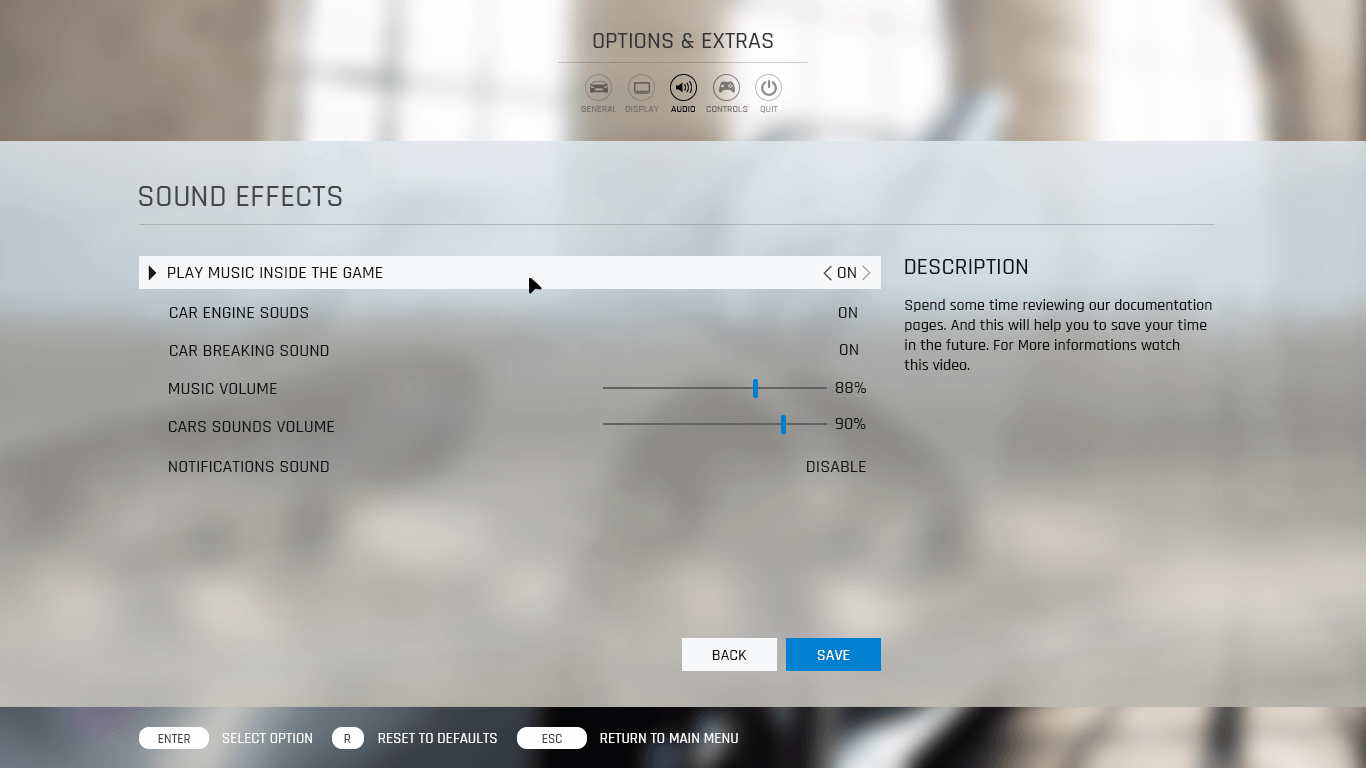 OPTIONS & EXTRAS
GENERAL DISPLAY AUDIO CONTROLS QUIT
SOUND EFFECTS
PLAY MUSIC INSIDE THE GAME ON
CAR ENGINE SOUDS ON
CAR BREAKING SOUND ON
MUSIC VOLUME 88%
CARS SOUNDS VOLUME 90%
NOTIFICATIONS SOUND DISABLE
DESCRIPTION
Spend some time reviewing our documentation
pages. And this will help you to save your time
in the future. For More informations watch
this video.
BACK SAVE
ENTER SELECT OPTION R RESET TO DEFAULTS ESC RETURN TO MAIN MENU